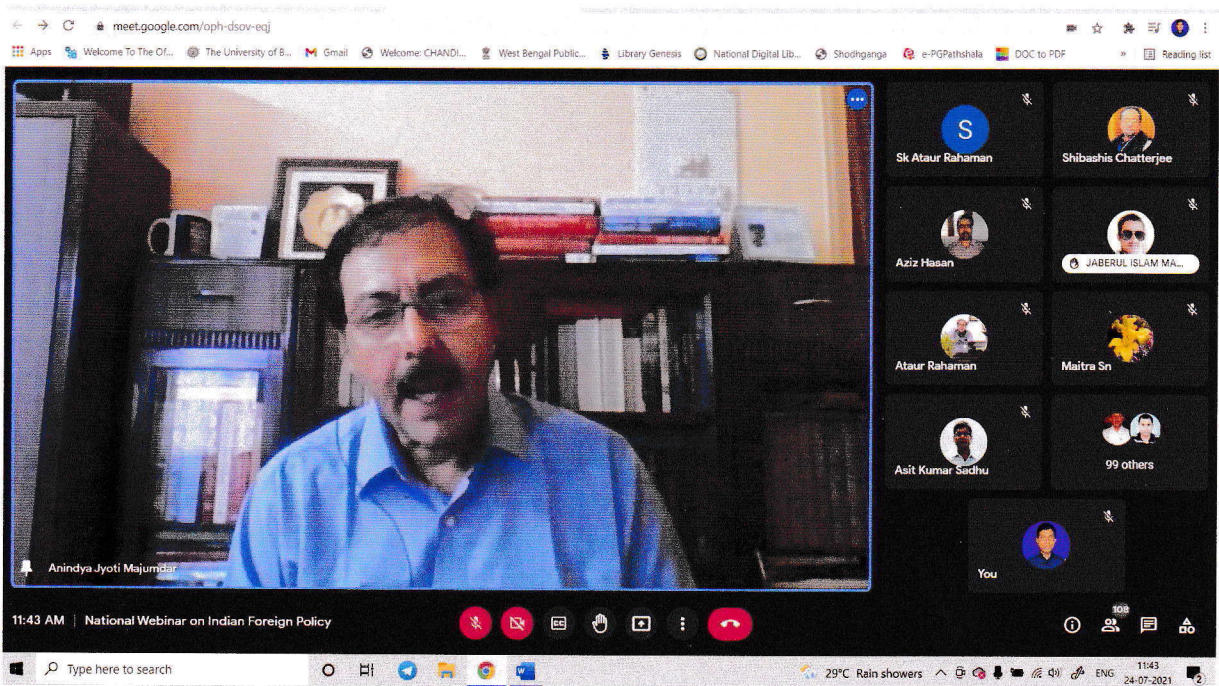 meet.google.com/oph-dsov-eqj
Apps Welcome To The Of... The University of B... Gmail Welcome: CHANDI... West Bengal Public... Library Genesis National Digital Lib... Shodhganga e-PGPathshala DOC to PDF » Reading list
S
Sk Ataur Rahaman
Shibashis Chatterjee
Aziz Hasan
JABERUL ISLAM MA...
Ataur Rahaman
Maitra Sn
Asit Kumar Sadhu
99 others
You
Anindya Jyoti Majumdar
11:43 AM | National Webinar on Indian Foreign Policy
CC
108
Type here to search
29°C Rain showers ENG 11:43
24-07-2021
2